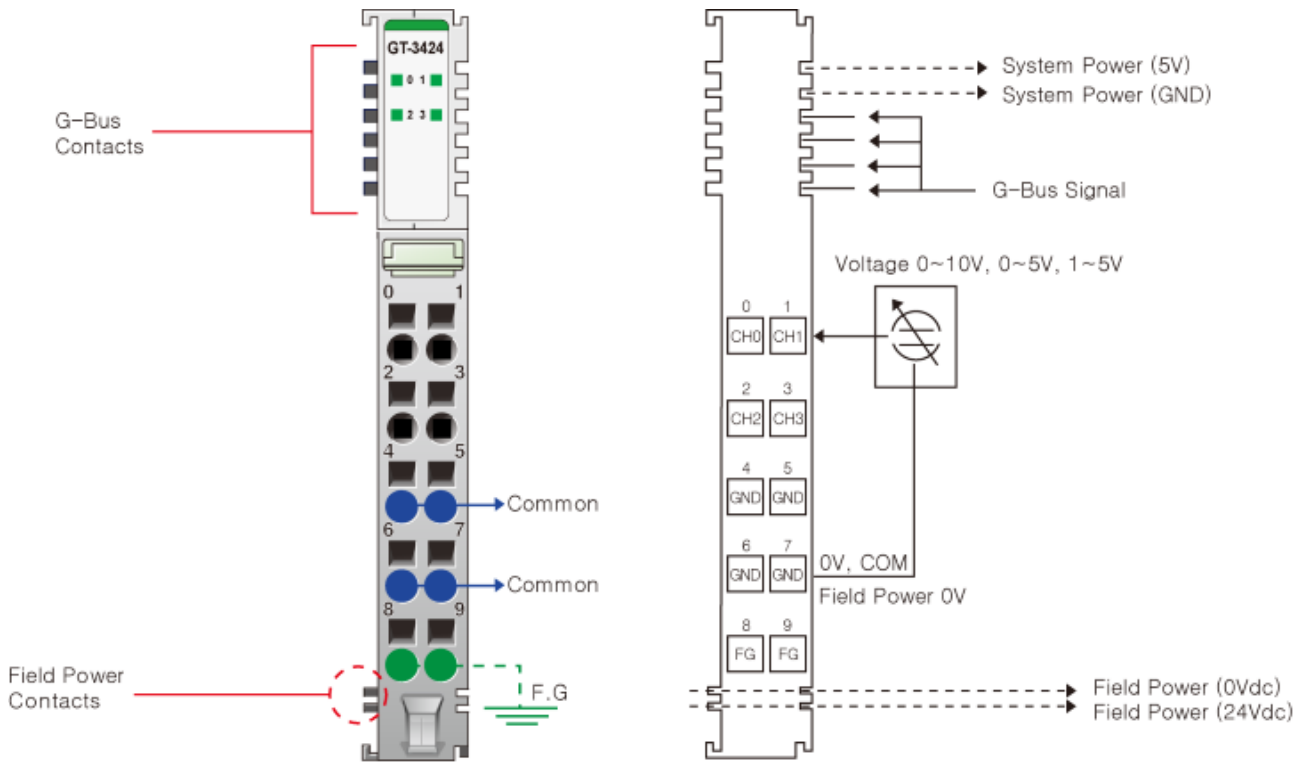 GT-3424
0 1
2 3
G-Bus
Contacts
0 1
2 3
4 5
Common
6 7
Common
8 9
Field Power
Contacts
F.G
System Power (5V)
System Power (GND)
G-Bus Signal
Voltage 0~10V, 0~5V, 1~5V
0 1
CH0 CH1
2 3
CH2 CH3
4 5
GND GND
6 7
GND GND
0V, COM
Field Power 0V
8 9
FG FG
Field Power (0Vdc)
Field Power (24Vdc)